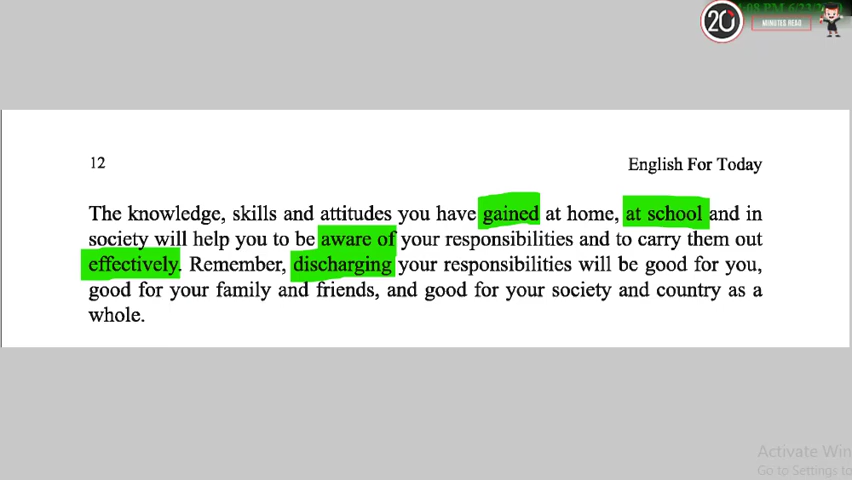 20
MINUTES READ
12
English For Today
The knowledge, skills and attitudes you have gained at home, at school and in
society will help you to be aware of your responsibilities and to carry them out
effectively. Remember, discharging your responsibilities will be good for you,
good for your family and friends, and good for your society and country as a
whole.
Activate Win
Go to Settings to